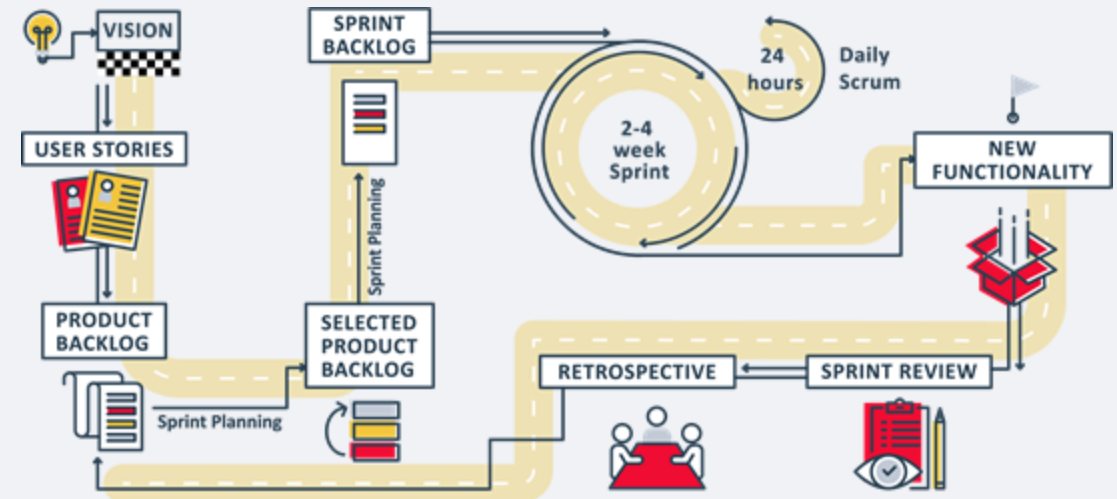 VISION
USER STORIES
PRODUCT
BACKLOG
Sprint Planning
SELECTED
PRODUCT
BACKLOG
Sprint Planning
SPRINT
BACKLOG
2-4
week
Sprint
24
hours
Daily
Scrum
NEW
FUNCTIONALITY
SPRINT REVIEW
RETROSPECTIVE